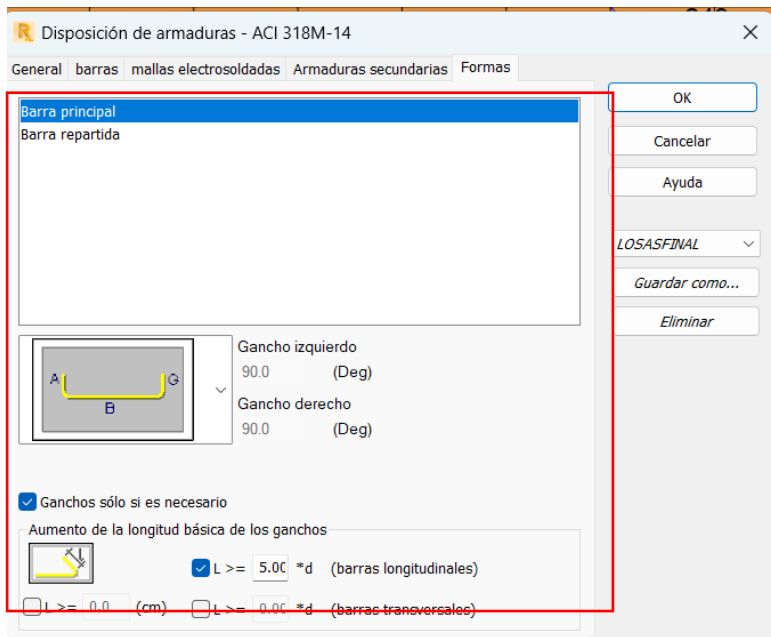 Disposición de armaduras - ACI 318M-14
General barras mallas electrosoldadas Armaduras secundarias Formas
Barra principal
Barra repartida
OK
Cancelar
Ayuda
LOSASFINAL
Guardar como...
Eliminar
A B G
Gancho izquierdo
90.0 (Deg)
Gancho derecho
90.0 (Deg)
Ganchos sólo si es necesario
Aumento de la longitud básica de los ganchos
L >= 5.00 *d (barras longitudinales)
L >= 0.0 (cm) L >= 0.00 *d (barras transversales)